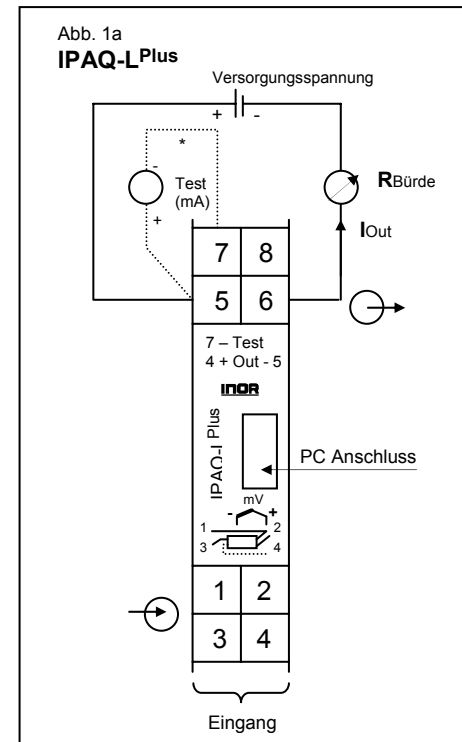 Abb. 1a
IPAQ-LPlus
Versorgungsspannung
+ -
*
-
Test
(mA)
+
RBürde
IOut
7 8
5 6
7 – Test
4 + Out - 5
INOR
IPAQ-L Plus
PC Anschluss
mV
- +
1 2
3 4
1 2
3 4
Eingang